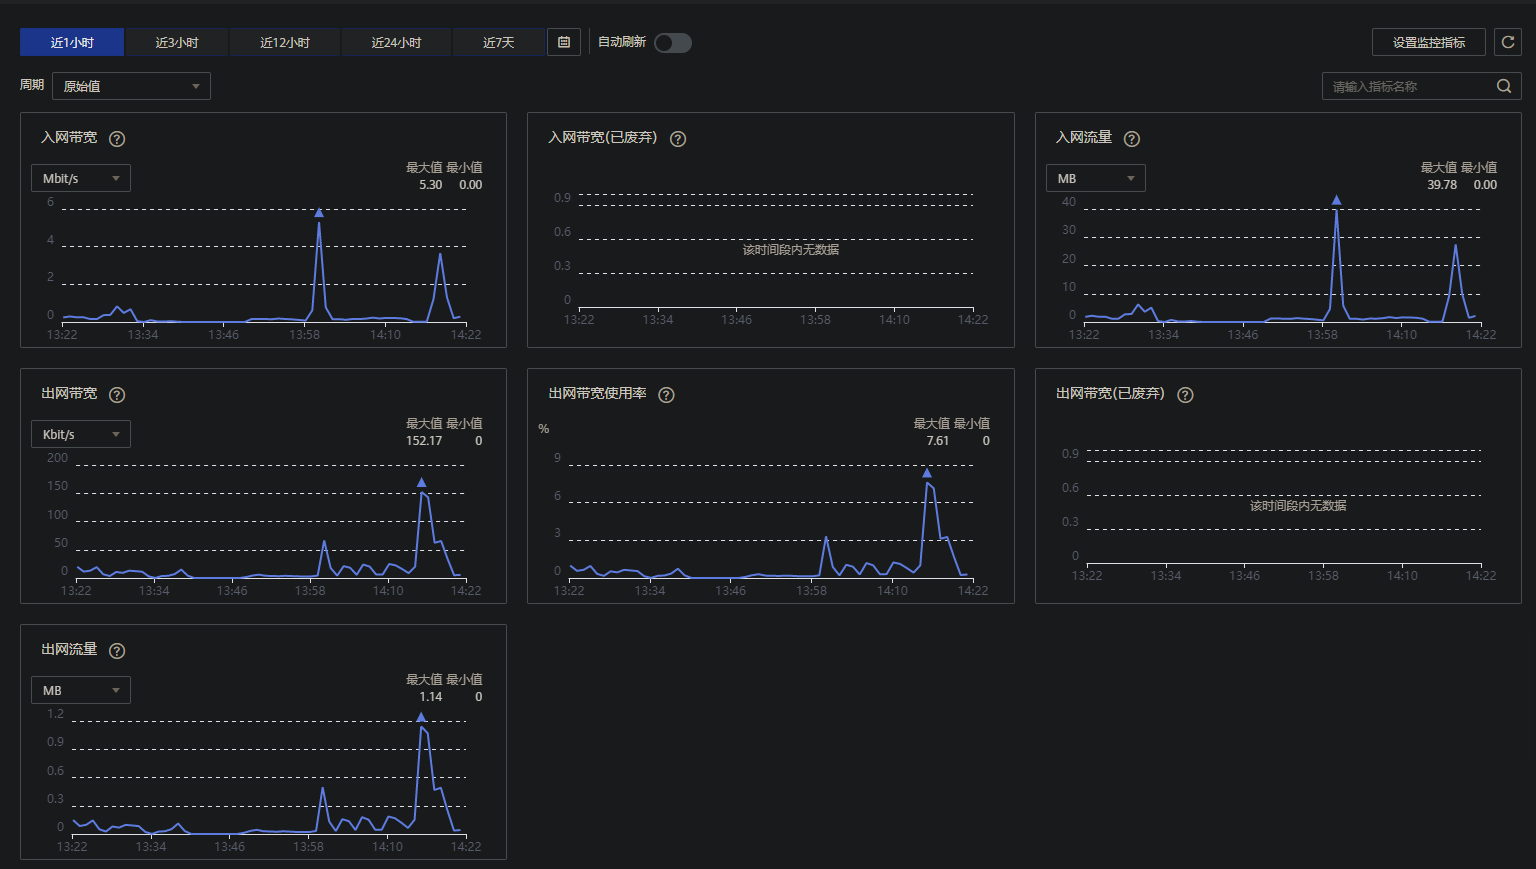 近1小时 近3小时 近12小时 近24小时 近7天 自动刷新 设置监控指标
周期 原始值 请输入指标名称
入网带宽
Mbit/s
最大值 最小值
5.30 0.00
6
4
2
0
13:22 13:34 13:46 13:58 14:10 14:22
入网带宽(已废弃)
0.9
0.6
该时间段内无数据
0.3
0
13:22 13:34 13:46 13:58 14:10 14:22
入网流量
MB
最大值 最小值
39.78 0.00
40
30
20
10
0
13:22 13:34 13:46 13:58 14:10 14:22
出网带宽
Kbit/s
最大值 最小值
152.17 0
200
150
100
50
0
13:22 13:34 13:46 13:58 14:10 14:22
出网带宽使用率
%
最大值 最小值
7.61 0
9
6
3
0
13:22 13:34 13:46 13:58 14:10 14:22
出网带宽(已废弃)
0.9
0.6
该时间段内无数据
0.3
0
13:22 13:34 13:46 13:58 14:10 14:22
出网流量
MB
最大值 最小值
1.14 0
1.2
0.9
0.6
0.3
0
13:22 13:34 13:46 13:58 14:10 14:22